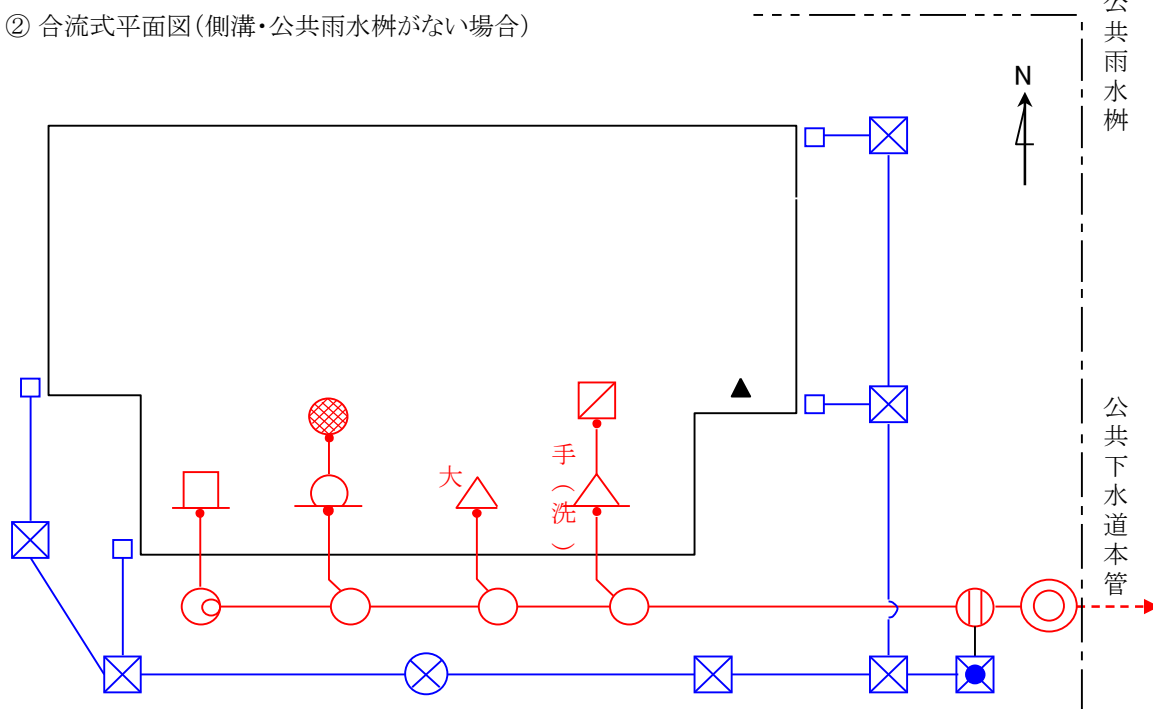 ② 合流式平面図(側溝・公共雨水桝がない場合)
公共雨水桝
N
公共下水道本管
大
手(洗)